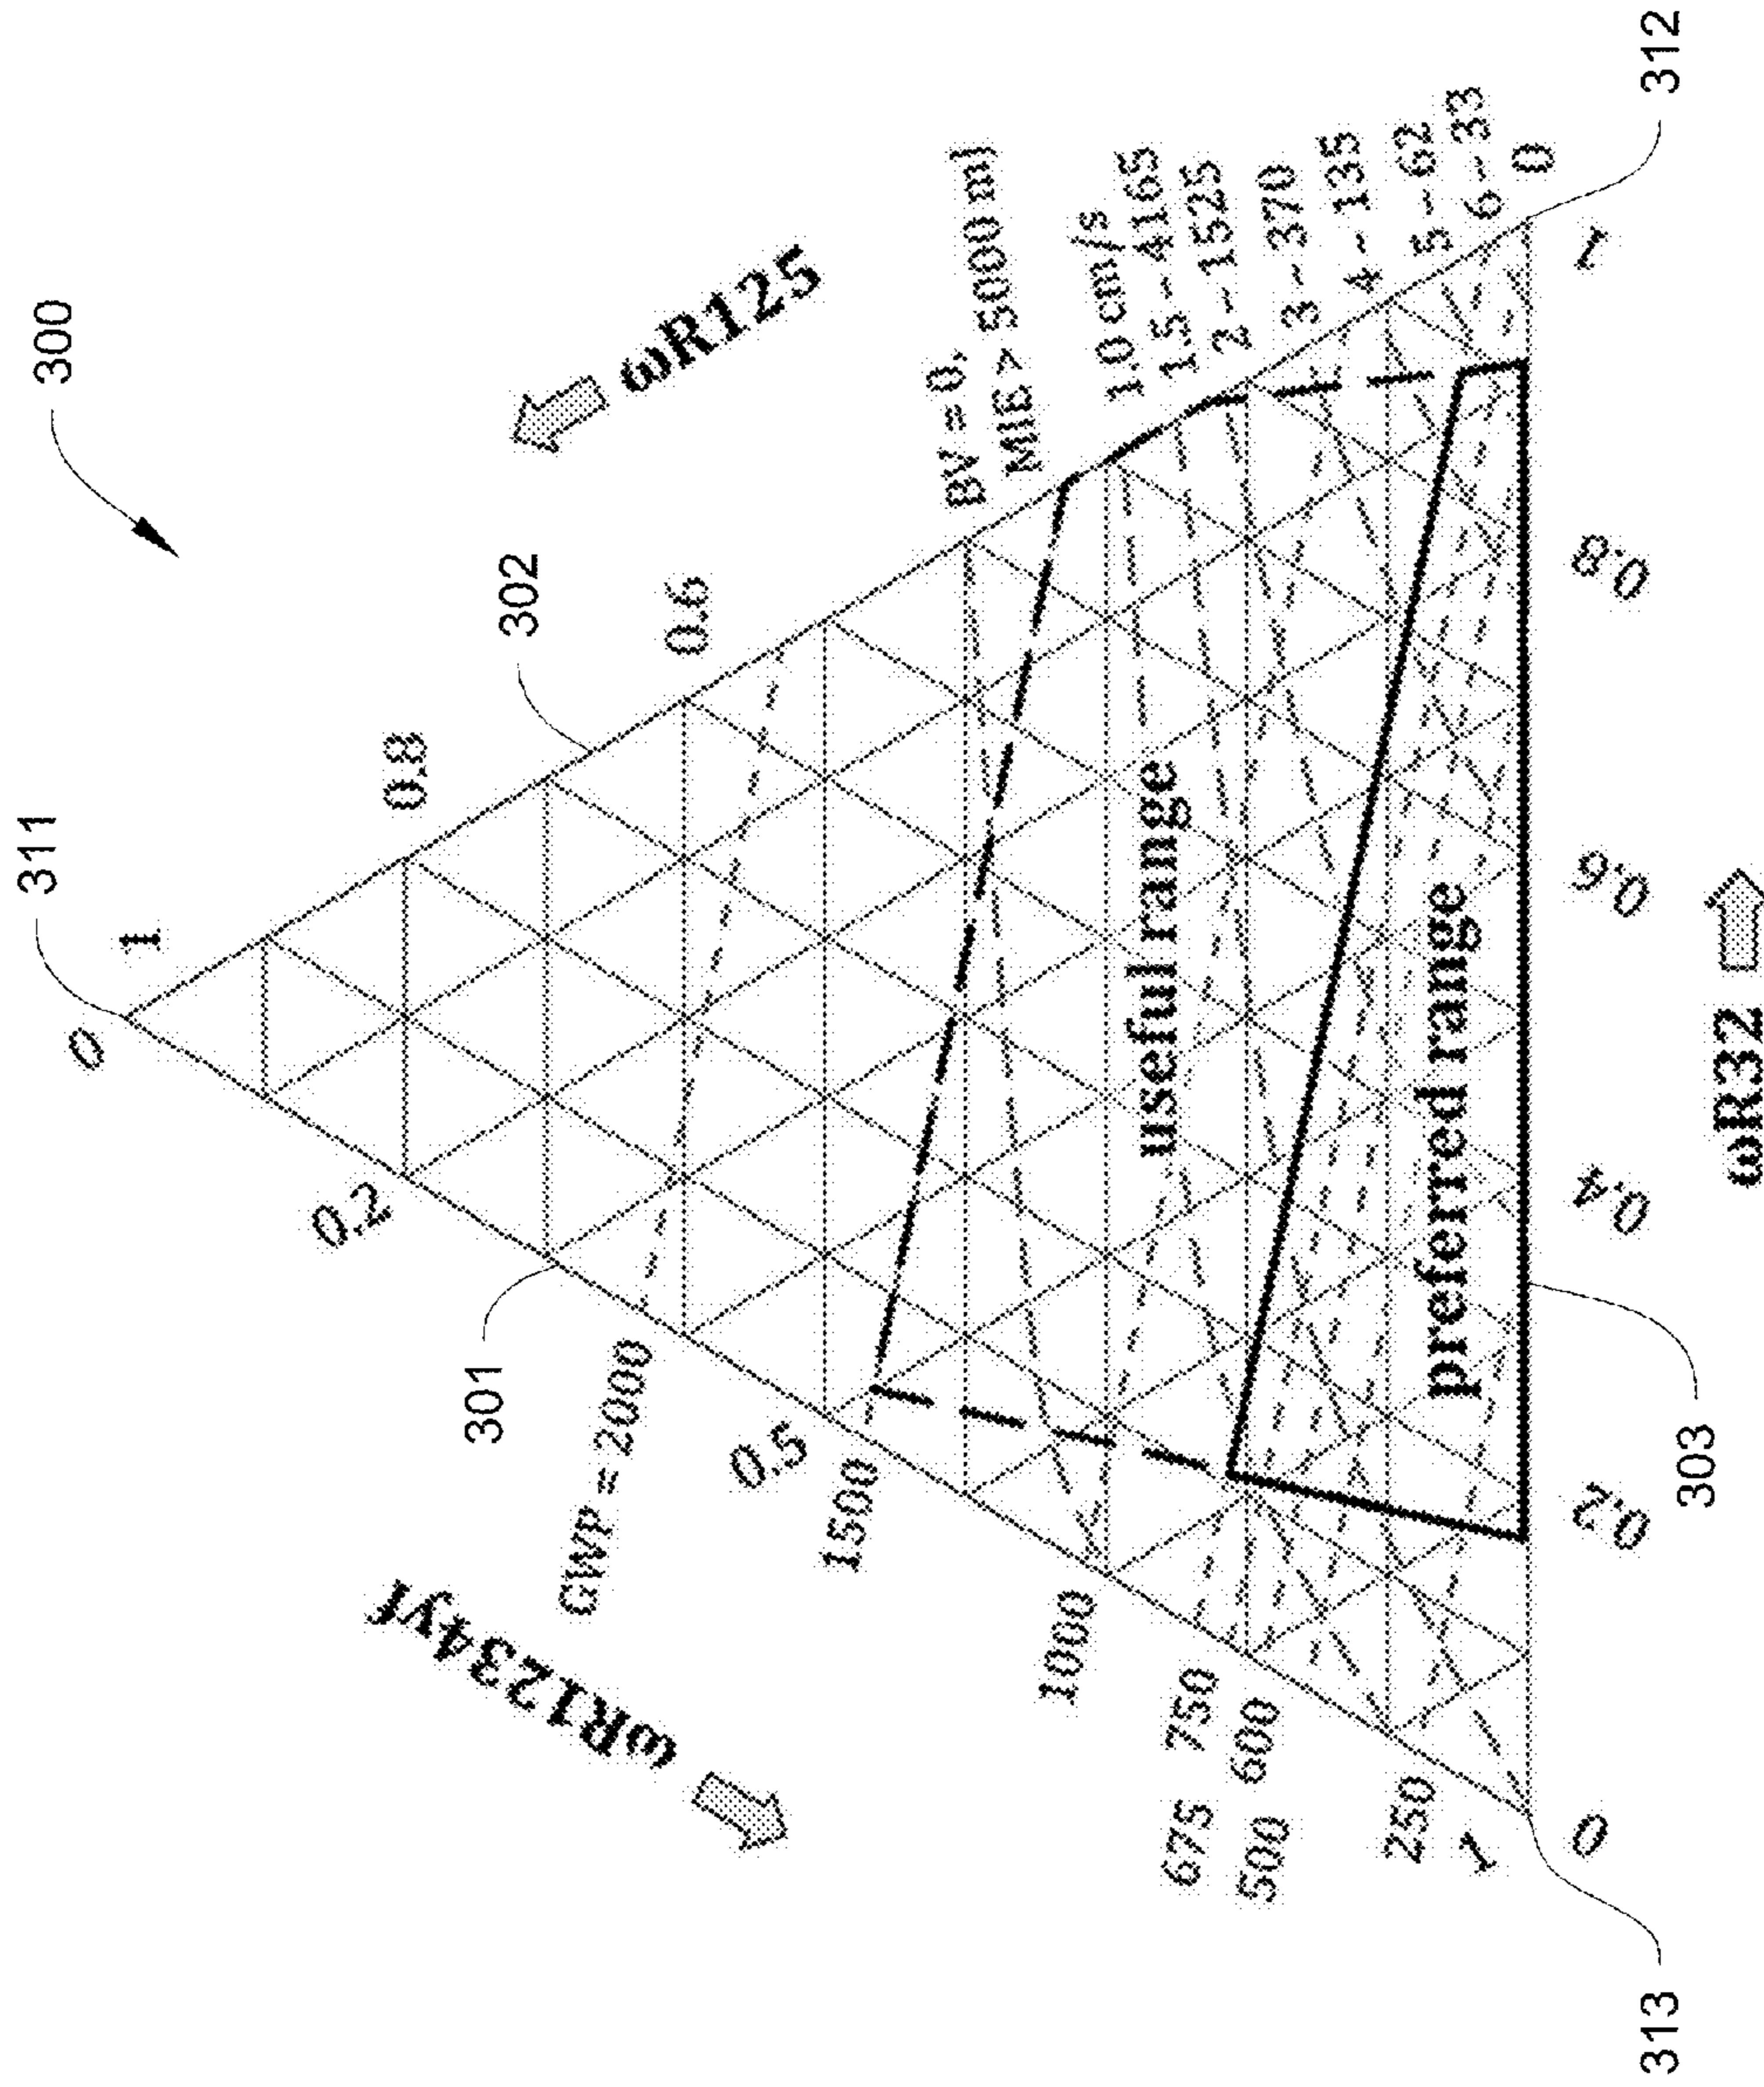 300
311
0
1
0.2
0.8
302
0.6
301
ωR125
ωR1234yf
GWP = 2000
0.5
1500
BV = 0,
MIE > 5000 mJ
1000
1.0 cm/s
1.5 - 4165
2 - 1525
675 750
500 600
3 - 370
4 - 135
250
5 - 62
6 - 33
1
0
useful range
preferred range
0
0.2
0.4
0.6
0.8
1
ωR32
303
312
313